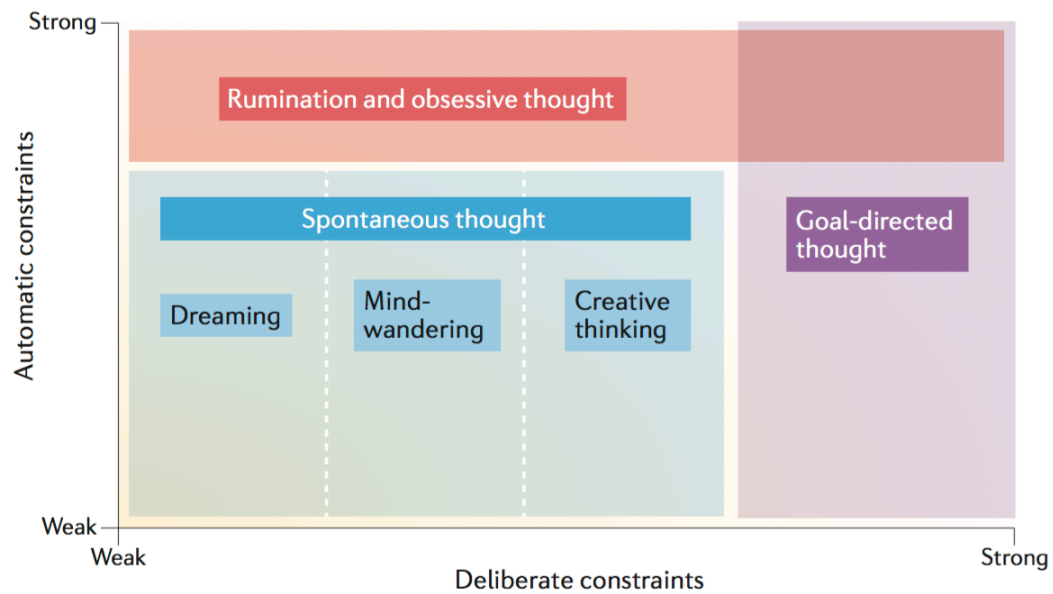 Strong
Automatic constraints
Rumination and obsessive thought
Spontaneous thought
Goal-directed
thought
Dreaming
Mind-
wandering
Creative
thinking
Weak
Weak
Strong
Deliberate constraints